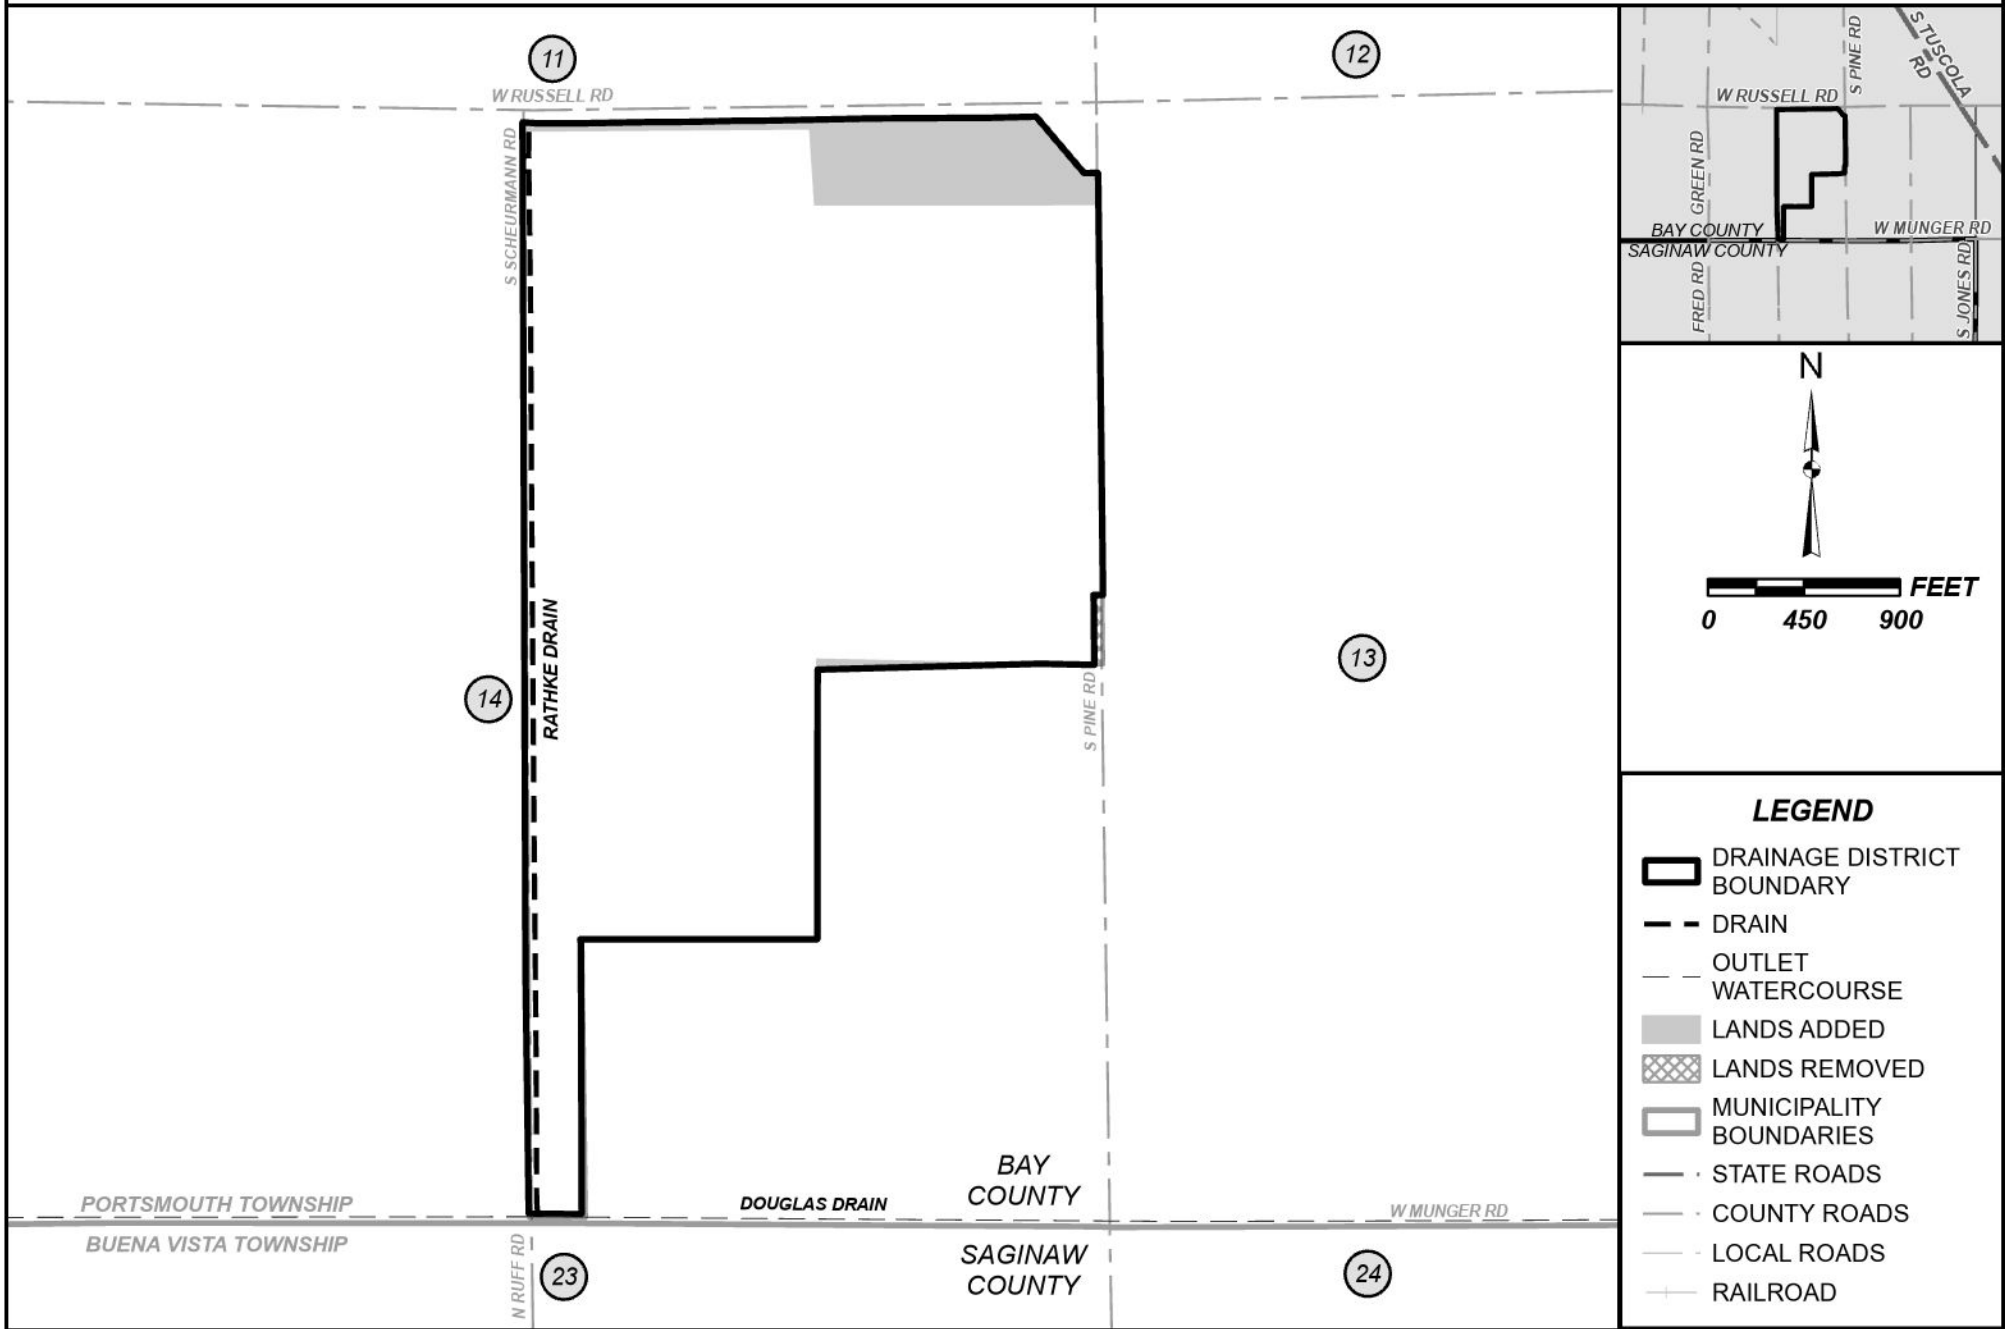 11
12
W RUSSELL RD
S SCHEURMANN RD
RATHKE DRAIN
14
13
S PINE RD
BAY
COUNTY
PORTSMOUTH TOWNSHIP
DOUGLAS DRAIN
W MUNGER RD
BUENA VISTA TOWNSHIP
SAGINAW
COUNTY
N RUFF RD
23
24
S PINE RD
S TUSCOLA
RD
W RUSSELL RD
GREEN RD
BAY COUNTY
W MUNGER RD
SAGINAW COUNTY
FRED RD
S JONES RD
N
FEET
0 450 900
LEGEND
DRAINAGE DISTRICT
BOUNDARY
DRAIN
OUTLET
WATERCOURSE
LANDS ADDED
LANDS REMOVED
MUNICIPALITY
BOUNDARIES
STATE ROADS
COUNTY ROADS
LOCAL ROADS
RAILROAD